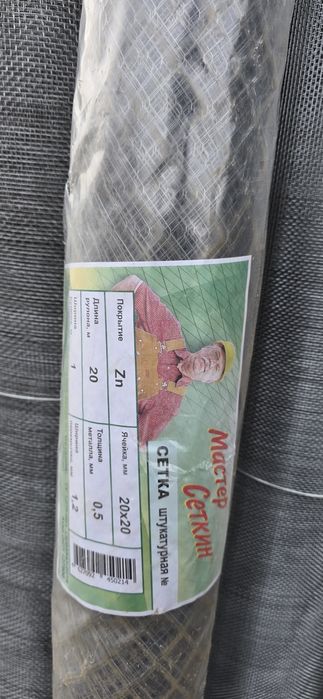 Мастер
Сеткин
СЕТКА штукатурная №
Покрытие
Zn
Ячейка, мм
20х20
Длина
рулона, м
20
Толщина
металла, мм
0,5
Ширина
1
Ширина
1,2
450214